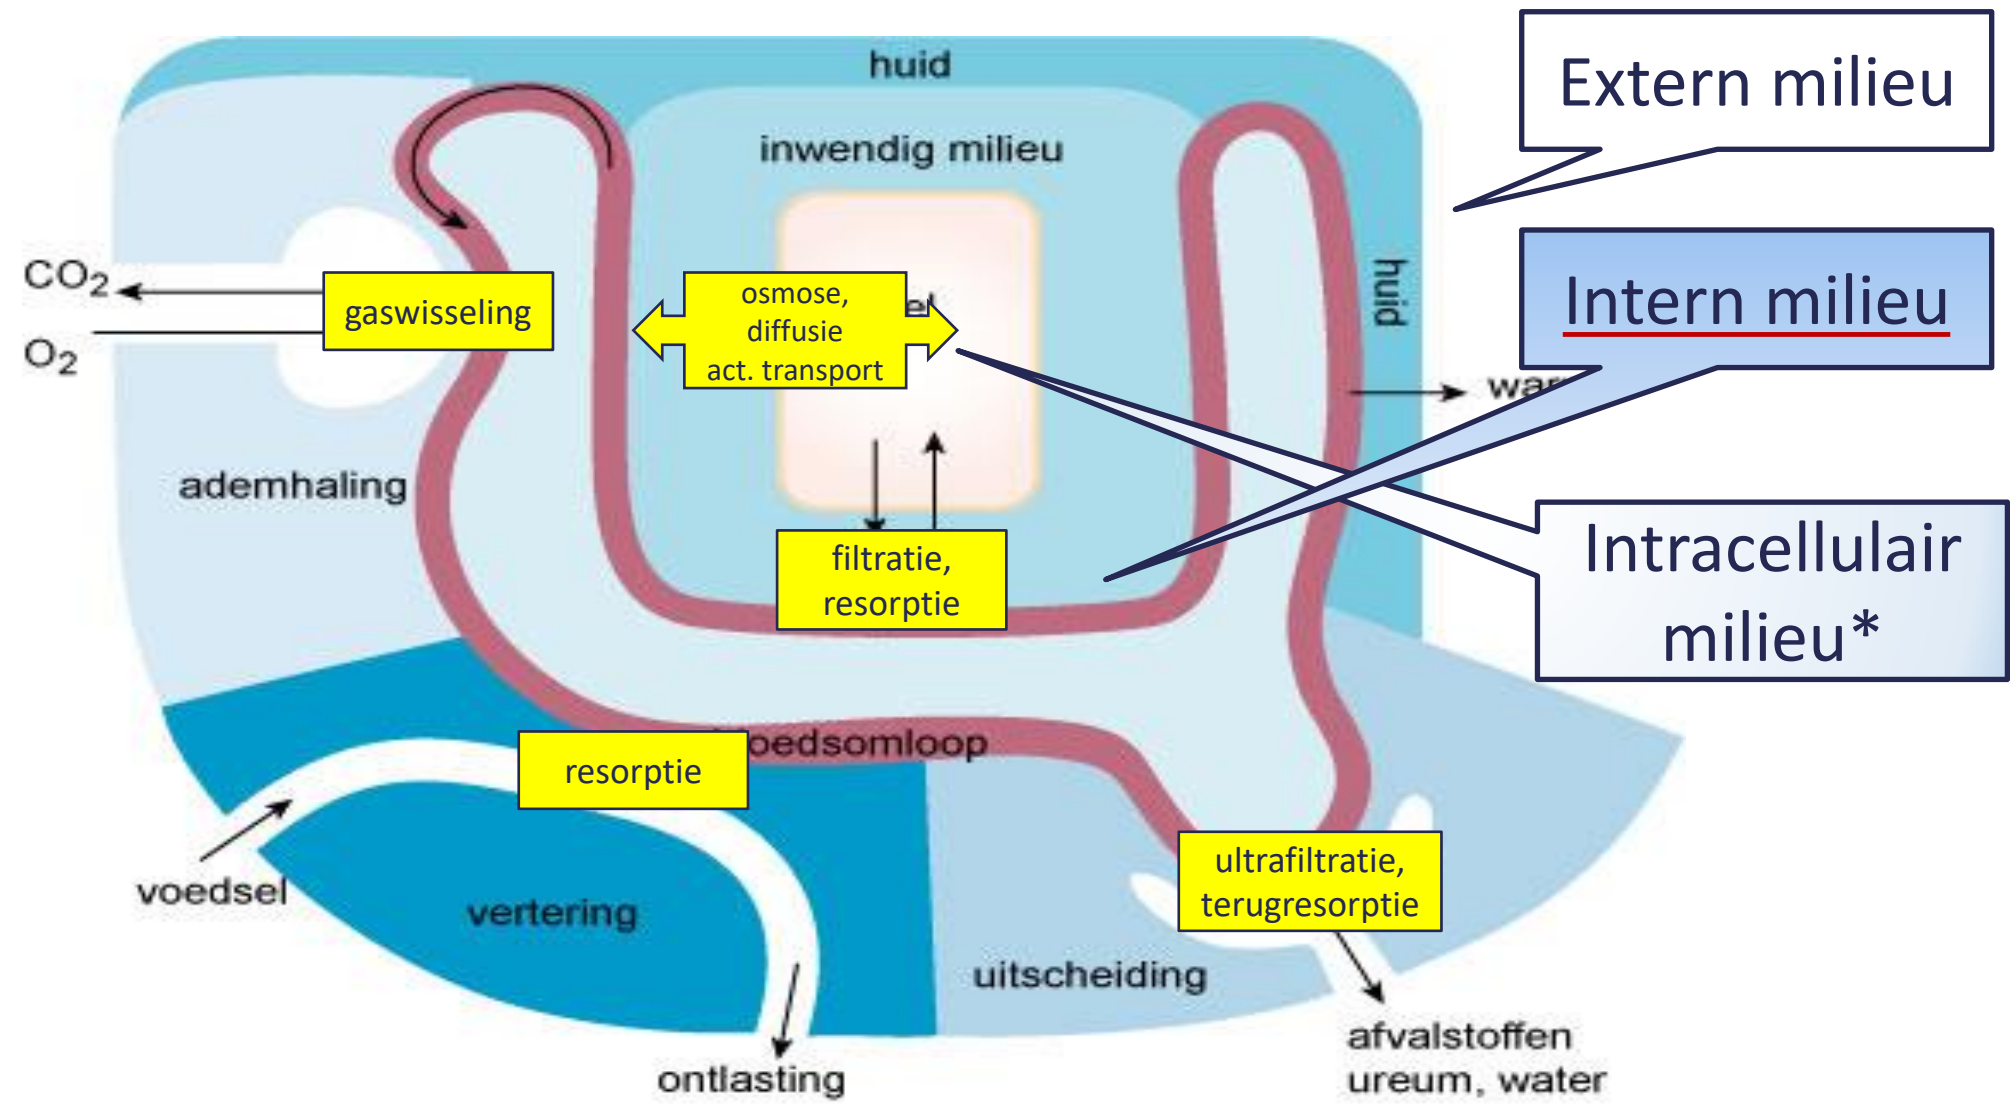 huid
Extern milieu
inwendig milieu
huid
Intern milieu
CO2
O2
gaswisseling
osmose,
diffusie
act. transport
ademhaling
filtratie,
resorptie
Intracellulair
milieu*
resorptie
voedsel
vertering
ultrafiltratie,
terugresorptie
uitscheiding
ontlasting
afvalstoffen
ureum, water